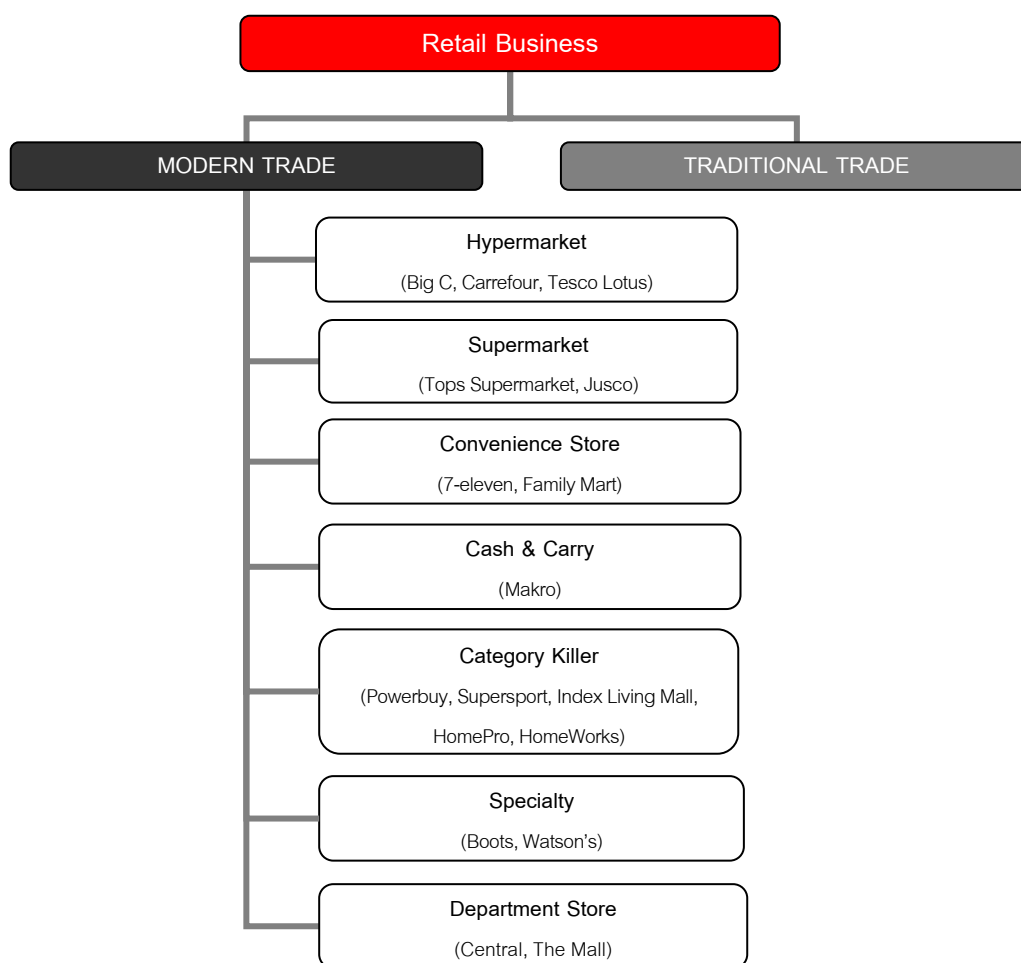 Retail Business
MODERN TRADE
TRADITIONAL TRADE
Hypermarket
(Big C, Carrefour, Tesco Lotus)
Supermarket
(Tops Supermarket, Jusco)
Convenience Store
(7-eleven, Family Mart)
Cash & Carry
(Makro)
Category Killer
(Powerbuy, Supersport, Index Living Mall,
HomePro, HomeWorks)
Specialty
(Boots, Watson’s)
Department Store
(Central, The Mall)